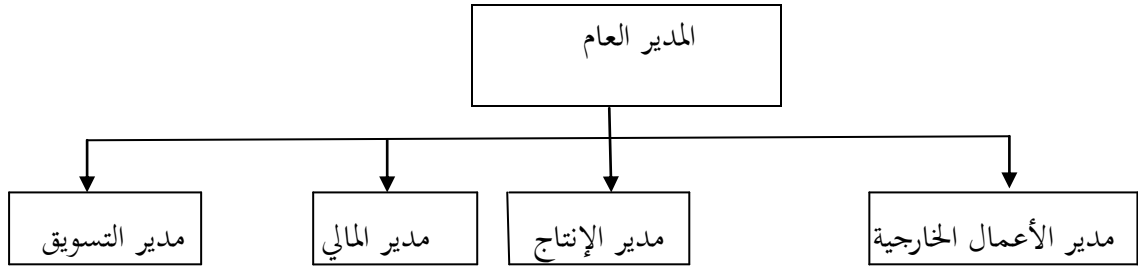 المدير العام
مدير الأعمال الخارجية
مدير الإنتاج
مدير المالي
مدير التسويق